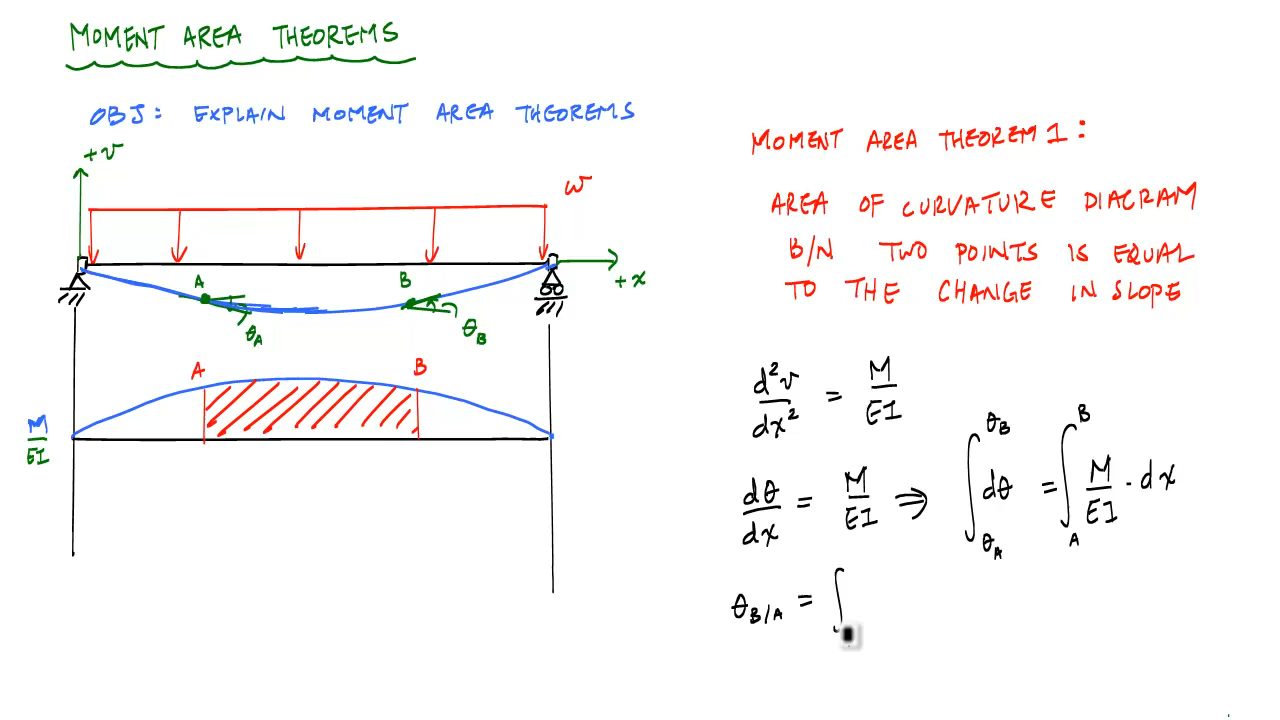 MOMENT AREA THEOREMS
OBJ: EXPLAIN MOMENT AREA THEOREMS
+v
w
+x
A
B
θA
θB
A
B
M/EI
MOMENT AREA THEOREM 1:
AREA OF CURVATURE DIAGRAM
B/N TWO POINTS IS EQUAL
TO THE CHANGE IN SLOPE
d²v/dx² = M/EI
dθ/dx = M/EI ⇒ ∫_θA^θB dθ = ∫_A^B M/EI · dx
θB/A = ∫